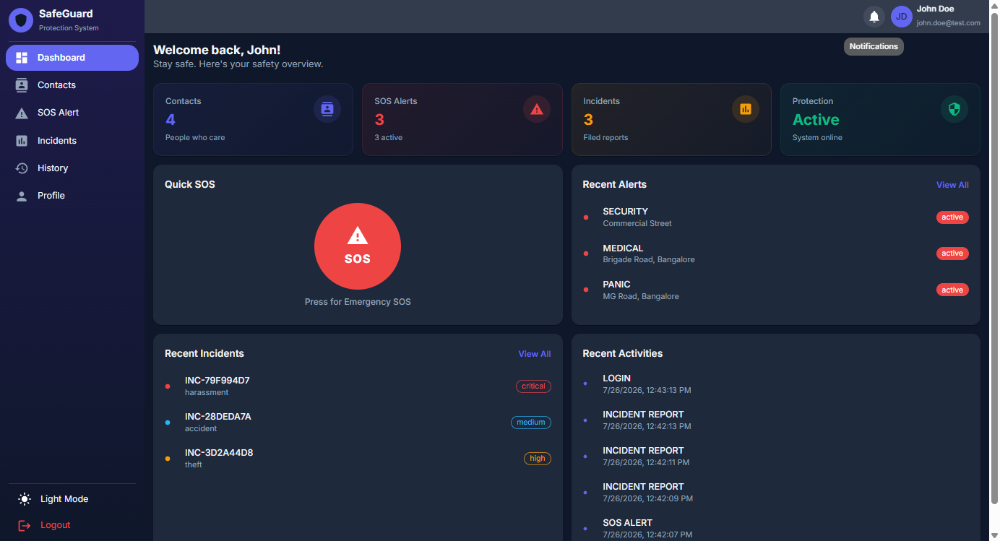 SafeGuard
Protection System
Dashboard
Contacts
SOS Alert
Incidents
History
Profile
Light Mode
Logout
JD
John Doe
john.doe@test.com
Notifications
Welcome back, John!
Stay safe. Here's your safety overview.
Contacts
4
People who care
SOS Alerts
3
3 active
Incidents
3
Filed reports
Protection
Active
System online
Quick SOS
SOS
Press for Emergency SOS
Recent Alerts
View All
SECURITY
Commercial Street
active
MEDICAL
Brigade Road, Bangalore
active
PANIC
MG Road, Bangalore
active
Recent Incidents
View All
INC-79F994D7
harassment
critical
INC-28DEDA7A
accident
medium
INC-3D2A44D8
theft
high
Recent Activities
LOGIN
7/26/2026, 12:43:13 PM
INCIDENT REPORT
7/26/2026, 12:42:13 PM
INCIDENT REPORT
7/26/2026, 12:42:11 PM
INCIDENT REPORT
7/26/2026, 12:42:09 PM
SOS ALERT
7/26/2026, 12:42:07 PM